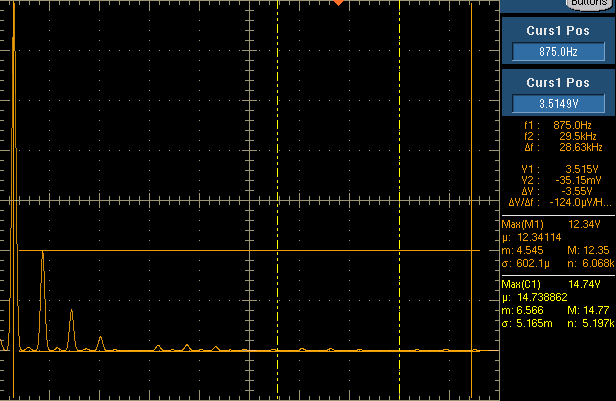 Buttons
Curs1 Pos
875.0Hz
Curs1 Pos
3.5149V
f1 : 875.0Hz
f2 : 29.5kHz
Δf : 28.63kHz
V1 : 3.515V
V2 : -35.15mV
ΔV : -3.55V
ΔV/Δf : -124.0µV/H...
Max(M1) 12.34V
µ: 12.34114
m: 4.545 M: 12.35
σ: 602.1µ n: 6.068k
Max(C1) 14.74V
µ: 14.738862
m: 6.566 M: 14.77
σ: 5.165m n: 5.197k